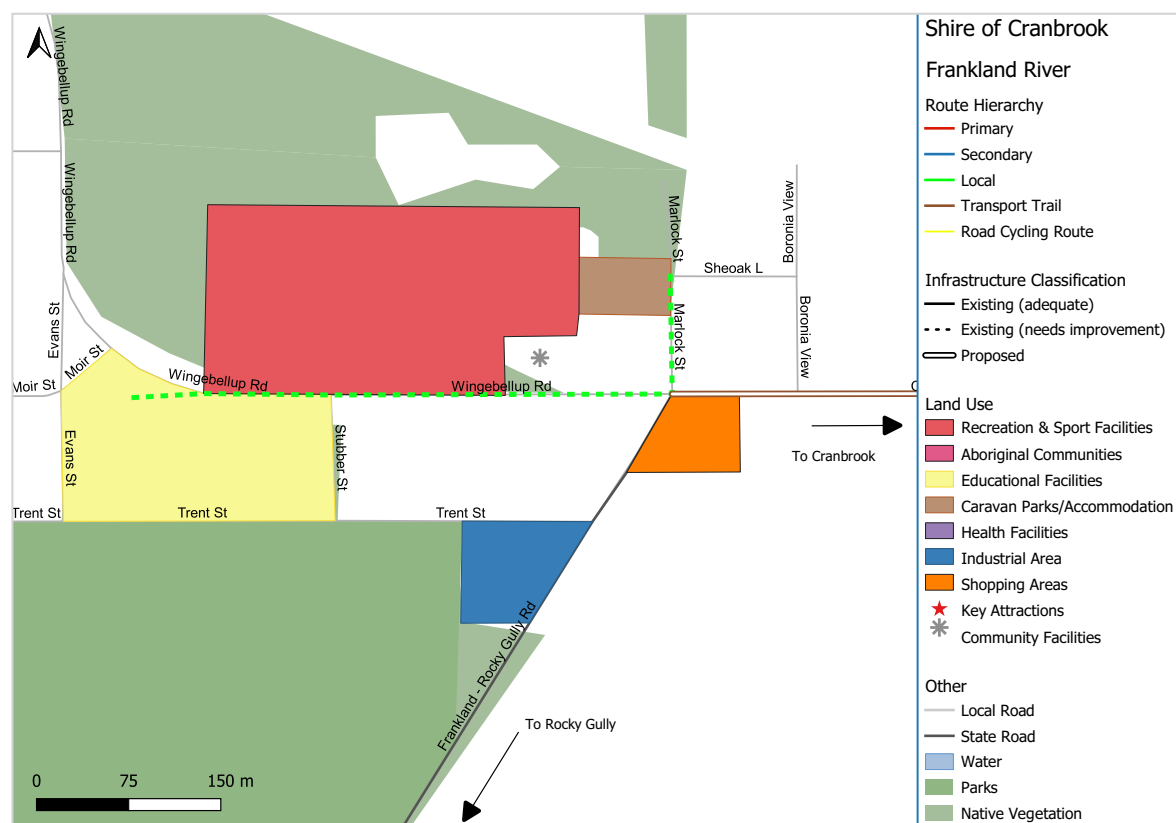 Shire of Cranbrook
Frankland River
Route Hierarchy
Primary
Secondary
Local
Transport Trail
Road Cycling Route
Infrastructure Classification
Existing (adequate)
Existing (needs improvement)
Proposed
Land Use
Recreation & Sport Facilities
Aboriginal Communities
Educational Facilities
Caravan Parks/Accommodation
Health Facilities
Industrial Area
Shopping Areas
Key Attractions
Community Facilities
Other
Local Road
State Road
Water
Parks
Native Vegetation
Wingebellup Rd
Wingebellup Rd
Marlock St
Boronia View
Sheoak L
Evans St
Moir St
Marlock St
Boronia View
Moir St
Wingebellup Rd
Wingebellup Rd
Evans St
Stubber St
To Cranbrook
Trent St
Trent St
Trent St
Frankland - Rocky Gully Rd
To Rocky Gully
0 75 150 m